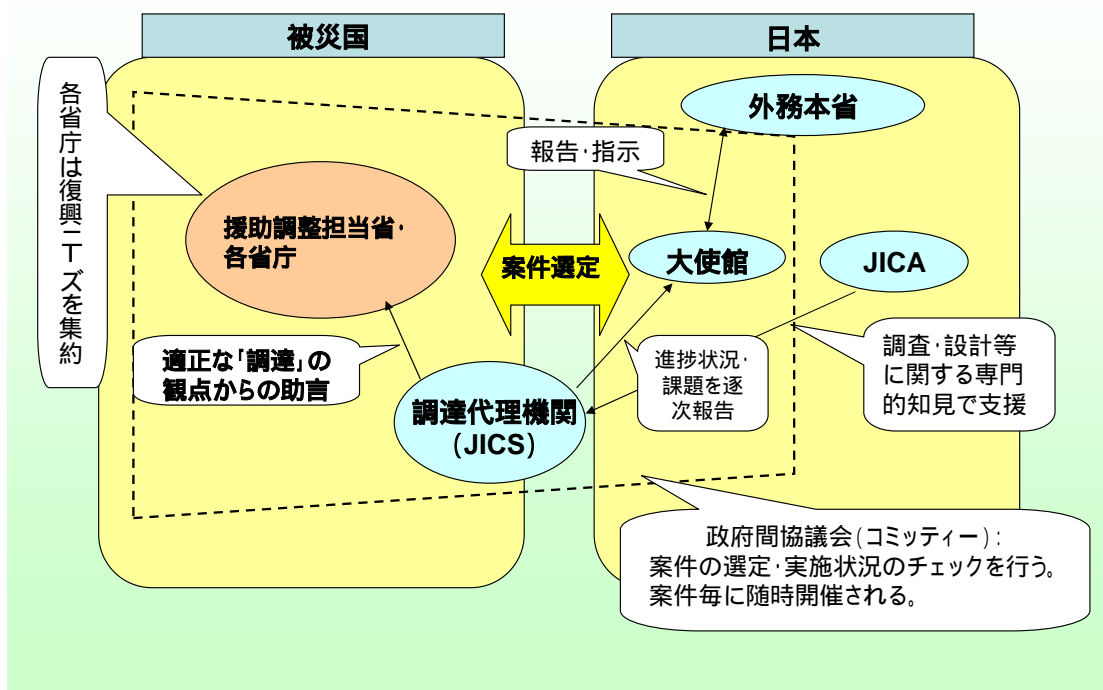 被災国
日本
各省庁は復興ニーズを集約
外務本省
報告・指示
援助調整担当省・
各省庁
案件選定
大使館
JICA
適正な「調達」の
観点からの助言
進捗状況・
課題を逐
次報告
調査・設計等
に関する専門
的知見で支援
調達代理機関
（JICS）
政府間協議会(コミッティー)：
案件の選定・実施状況のチェックを行う。
案件毎に随時開催される。